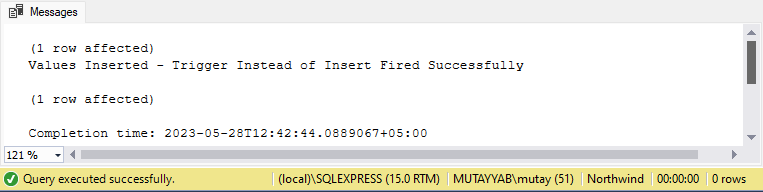 Messages
(1 row affected)
Values Inserted - Trigger Instead of Insert Fired Successfully
(1 row affected)
Completion time: 2023-05-28T12:42:44.0889067+05:00
121 %
Query executed successfully. (local)\SQLEXPRESS (15.0 RTM) MUTAYYAB\mutay (51) Northwind 00:00:00 0 rows